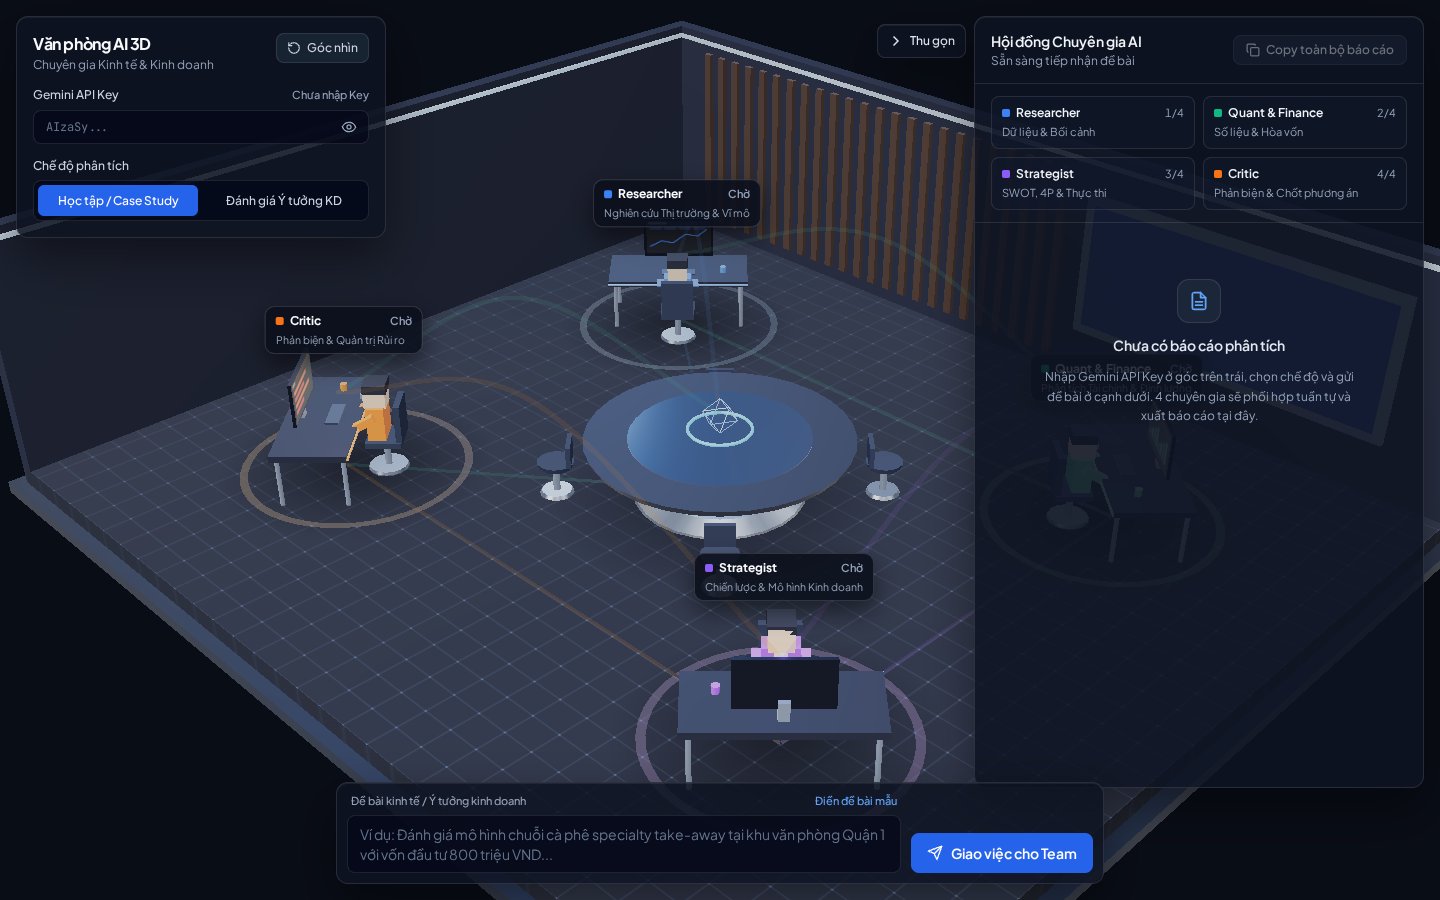 Văn phòng AI 3D
Chuyên gia Kinh tế & Kinh doanh
Góc nhìn
Gemini API Key
Chưa nhập Key
AIzaSy...
Chế độ phân tích
Học tập / Case Study
Đánh giá Ý tưởng KD
Thu gọn
Hội đồng Chuyên gia AI
Sẵn sàng tiếp nhận đề bài
Copy toàn bộ báo cáo
Researcher 1/4
Dữ liệu & Bối cảnh
Quant & Finance 2/4
Số liệu & Hòa vốn
Strategist 3/4
SWOT, 4P & Thực thi
Critic 4/4
Phản biện & Chốt phương án
Researcher Chờ
Nghiên cứu Thị trường & Vĩ mô
Critic Chờ
Phản biện & Quản trị Rủi ro
Chưa có báo cáo phân tích
Quant & Finance
Nhập Gemini API Key ở góc trên trái, chọn chế độ và gửi
đề bài ở cạnh dưới. 4 chuyên gia sẽ phối hợp tuần tự và
xuất báo cáo tại đây.
Strategist Chờ
Chiến lược & Mô hình Kinh doanh
Đề bài kinh tế / Ý tưởng kinh doanh
Điền đề bài mẫu
Ví dụ: Đánh giá mô hình chuỗi cà phê specialty take-away tại khu văn phòng Quận 1
với vốn đầu tư 800 triệu VND...
Giao việc cho Team